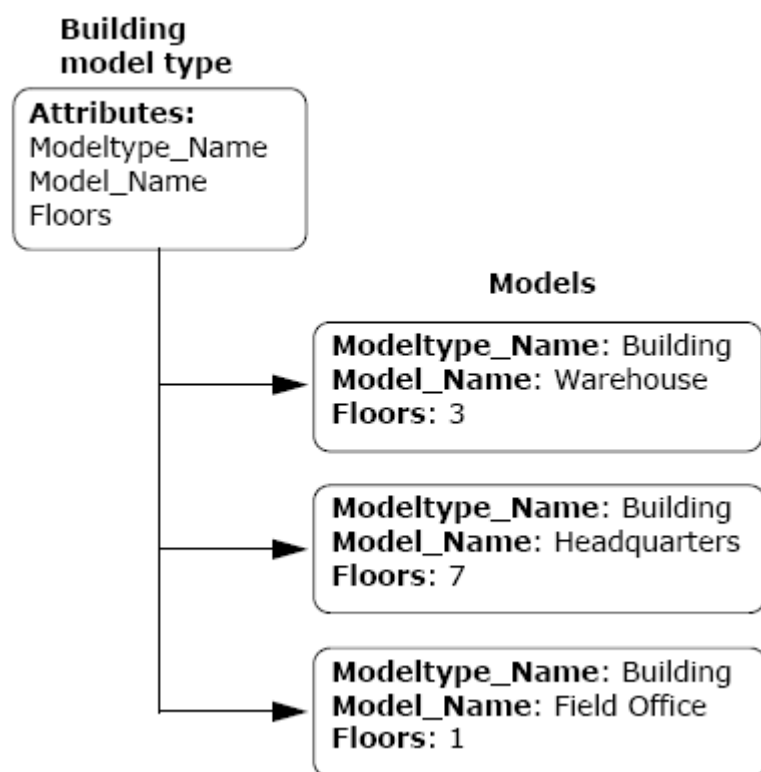 Building
model type
Attributes:
Modeltype_Name
Model_Name
Floors
Models
Modeltype_Name: Building
Model_Name: Warehouse
Floors: 3
Modeltype_Name: Building
Model_Name: Headquarters
Floors: 7
Modeltype_Name: Building
Model_Name: Field Office
Floors: 1